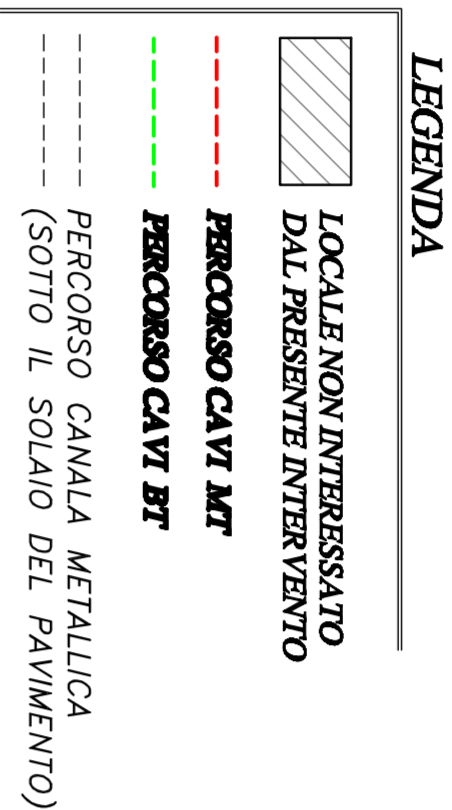 LEGENDA
LOCALE NON INTERESSATO
DAL PRESENTE INTERVENTO
PERCORSO CAVI MT
PERCORSO CAVI BT
PERCORSO CANALA METALLICA
(SOTTO IL SOLAIO DEL PAVIMENTO)